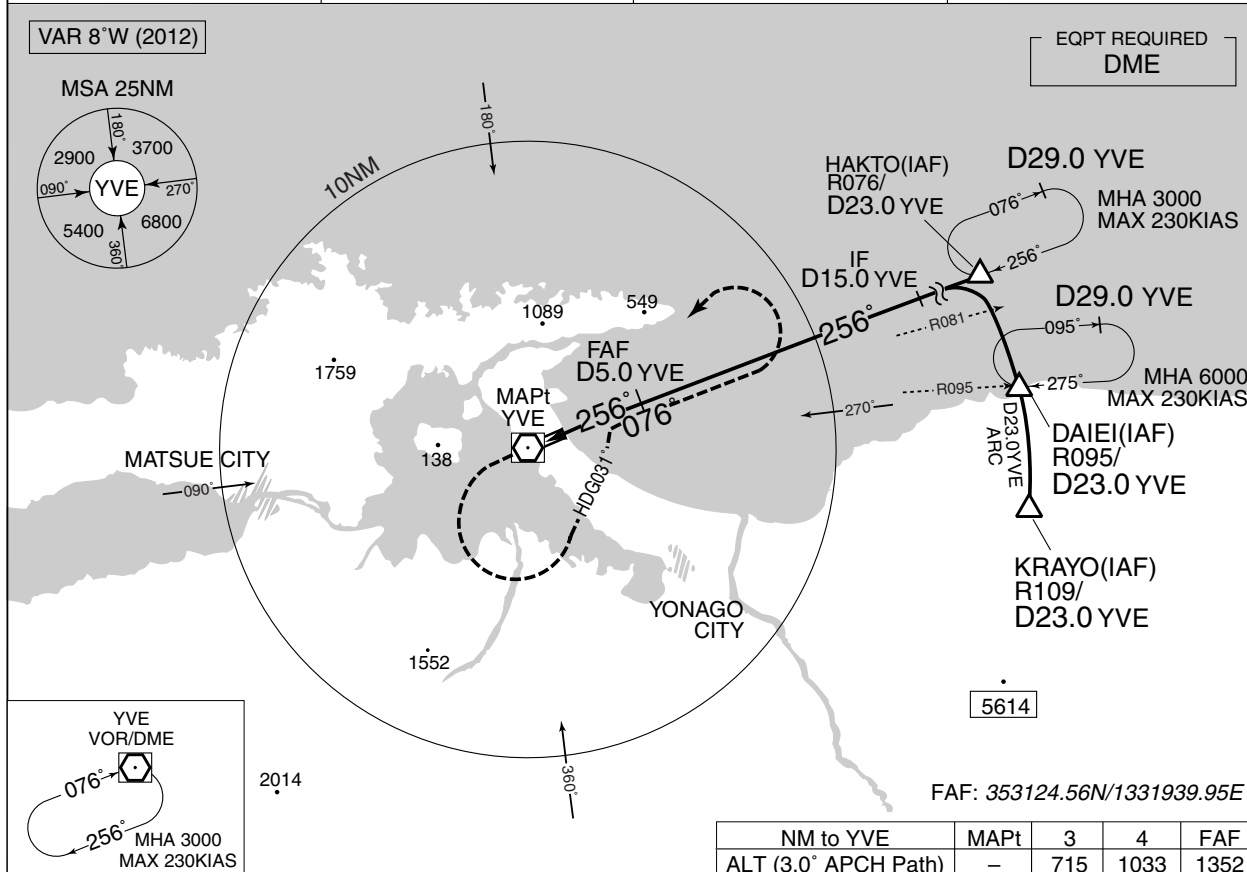 VAR 8°W (2012)
EQPT REQUIRED
DME
MSA 25NM
180°
2900
3700
090°
YVE
270°
5400
6800
360°
180°
10NM
HAKTO(IAF)
R076/
D23.0 YVE
D29.0 YVE
076°
MHA 3000
MAX 230KIAS
256°
IF
D15.0 YVE
D29.0 YVE
R081
095°
256°
1089
549
1759
FAF
D5.0 YVE
R095
275°
MHA 6000
MAX 230KIAS
270°
MAPt
YVE
256°
076°
138
D23.0YVE
ARC
DAIEI(IAF)
R095/
D23.0 YVE
MATSUE CITY
090°
HDG031°
KRAYO(IAF)
R109/
D23.0 YVE
YONAGO
CITY
1552
5614
YVE
VOR/DME
076°
256°
MHA 3000
MAX 230KIAS
2014
360°
FAF: 353124.56N/1331939.95E
NM to YVE MAPt 3 4 FAF
ALT (3.0° APCH Path) – 715 1033 1352